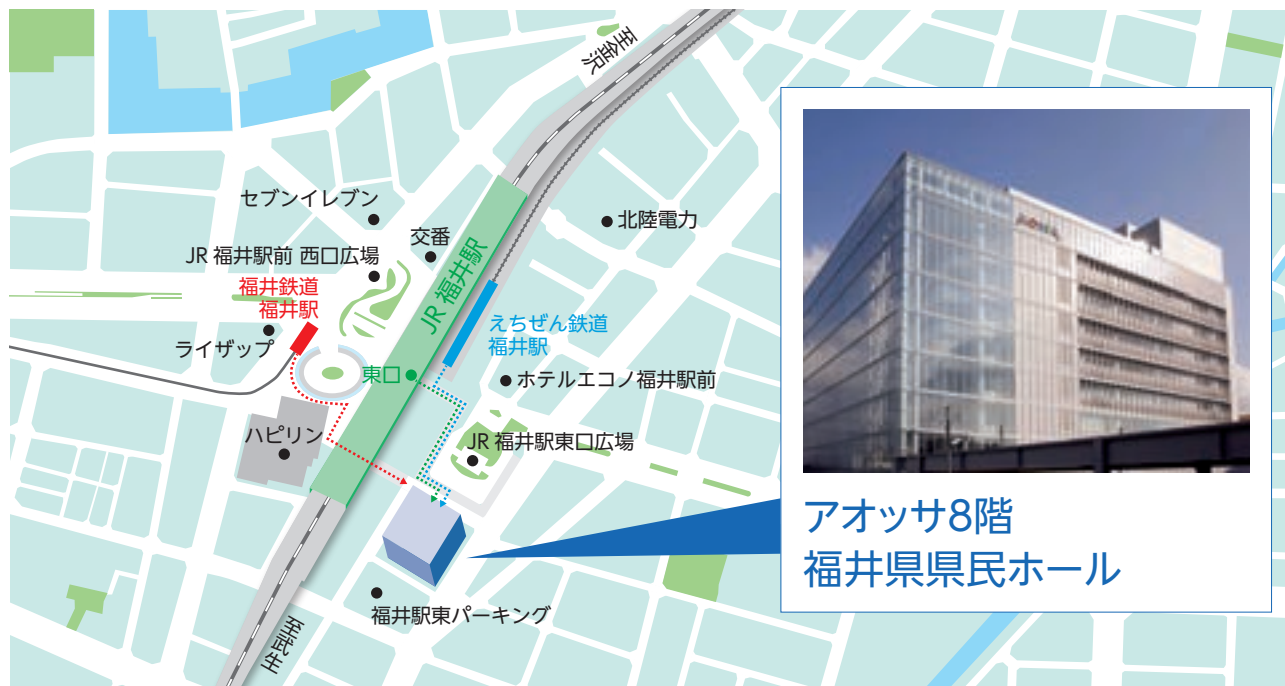 至金沢
セブンイレブン
交番
北陸電力
JR 福井駅前 西口広場
JR 福井駅
福井鉄道
福井駅
えちぜん鉄道
福井駅
ライザップ
東口
ホテルエコノ福井駅前
ハピリン
JR 福井駅東口広場
福井駅東パーキング
至武生
アオッサ8階
福井県県民ホール